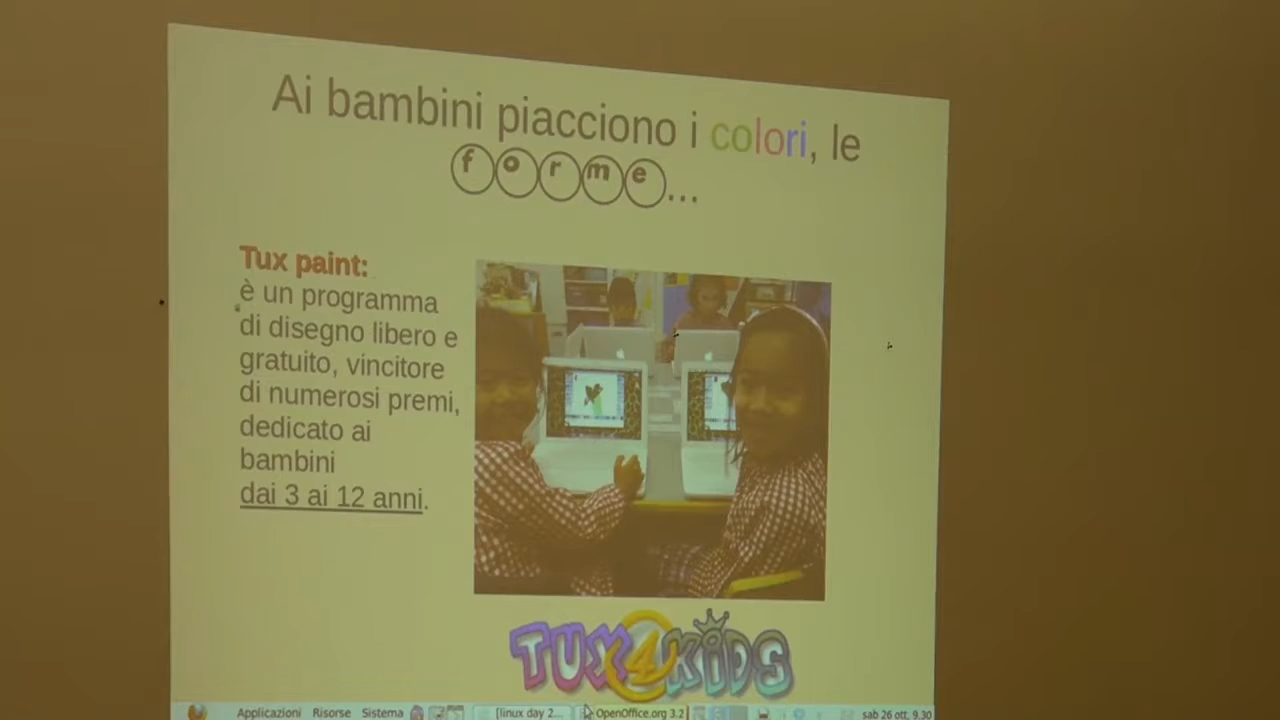 Ai bambini piacciono i colori, le
forme...
Tux paint:
è un programma
di disegno libero e
gratuito, vincitore
di numerosi premi,
dedicato ai
bambini
dai 3 ai 12 anni.
TUX4KIDS
Applicazioni Risorse Sistema [linux day 2... OpenOffice.org 3.2 sab 26 ott, 9.30